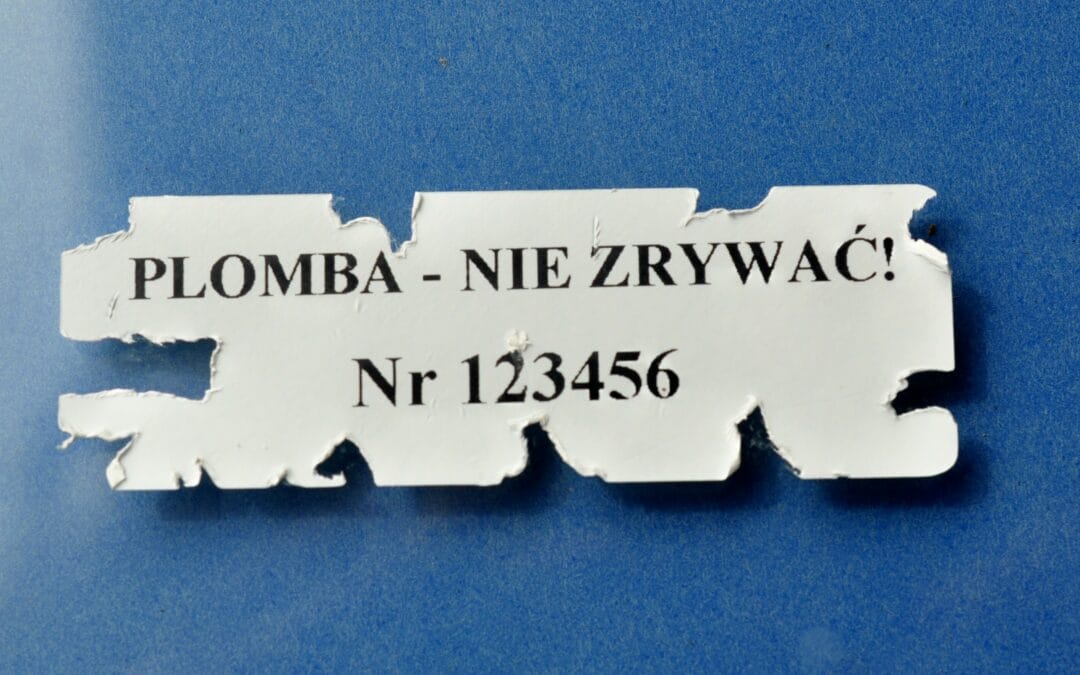 PLOMBA - NIE ZRYWAĆ!
Nr 123456